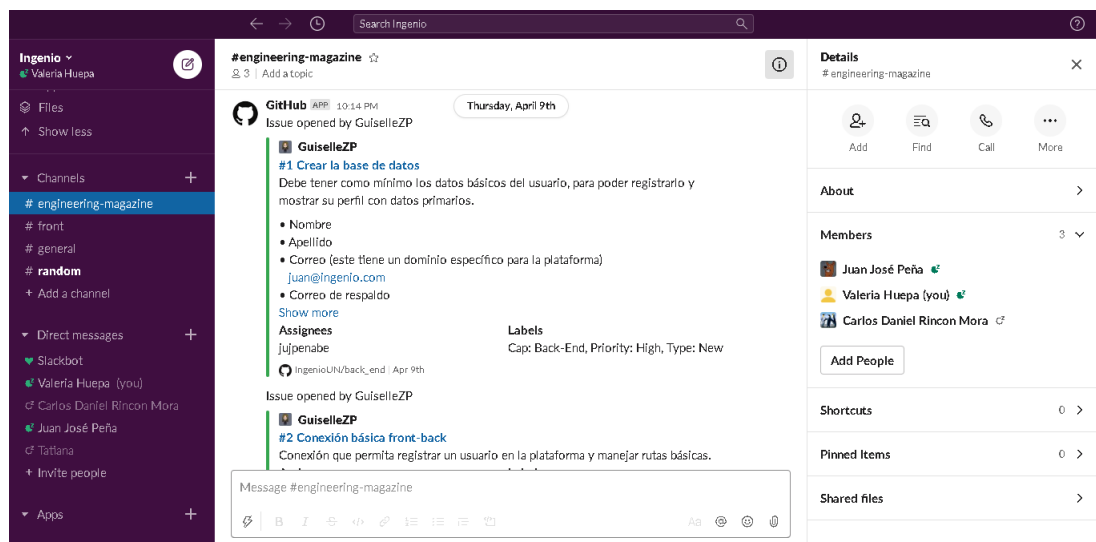 Search Ingenio
Ingenio
Valeria Huepa
Files
Show less
Channels
# engineering-magazine
# front
# general
# random
+ Add a channel
Direct messages
Slackbot
Valeria Huepa (you)
Carlos Daniel Rincon Mora
Juan José Peña
Tatiana
+ Invite people
Apps
#engineering-magazine
3 | Add a topic
Thursday, April 9th
GitHub APP 10:14 PM
Issue opened by GuiselleZP
GuiselleZP
#1 Crear la base de datos
Debe tener como mínimo los datos básicos del usuario, para poder registrarlo y
mostrar su perfil con datos primarios.
• Nombre
• Apellido
• Correo (este tiene un dominio específico para la plataforma)
juan@ingenio.com
• Correo de respaldo
Show more
Assignees Labels
jujpenabe Cap: Back-End, Priority: High, Type: New
IngenioUN/back_end | Apr 9th
Issue opened by GuiselleZP
GuiselleZP
#2 Conexión básica front-back
Conexión que permita registrar un usuario en la plataforma y manejar rutas básicas.
Message #engineering-magazine
B I S Aa @
Details
# engineering-magazine
Add Find Call More
About
Members 3
Juan José Peña
Valeria Huepa (you)
Carlos Daniel Rincon Mora
Add People
Shortcuts 0
Pinned Items 0
Shared files